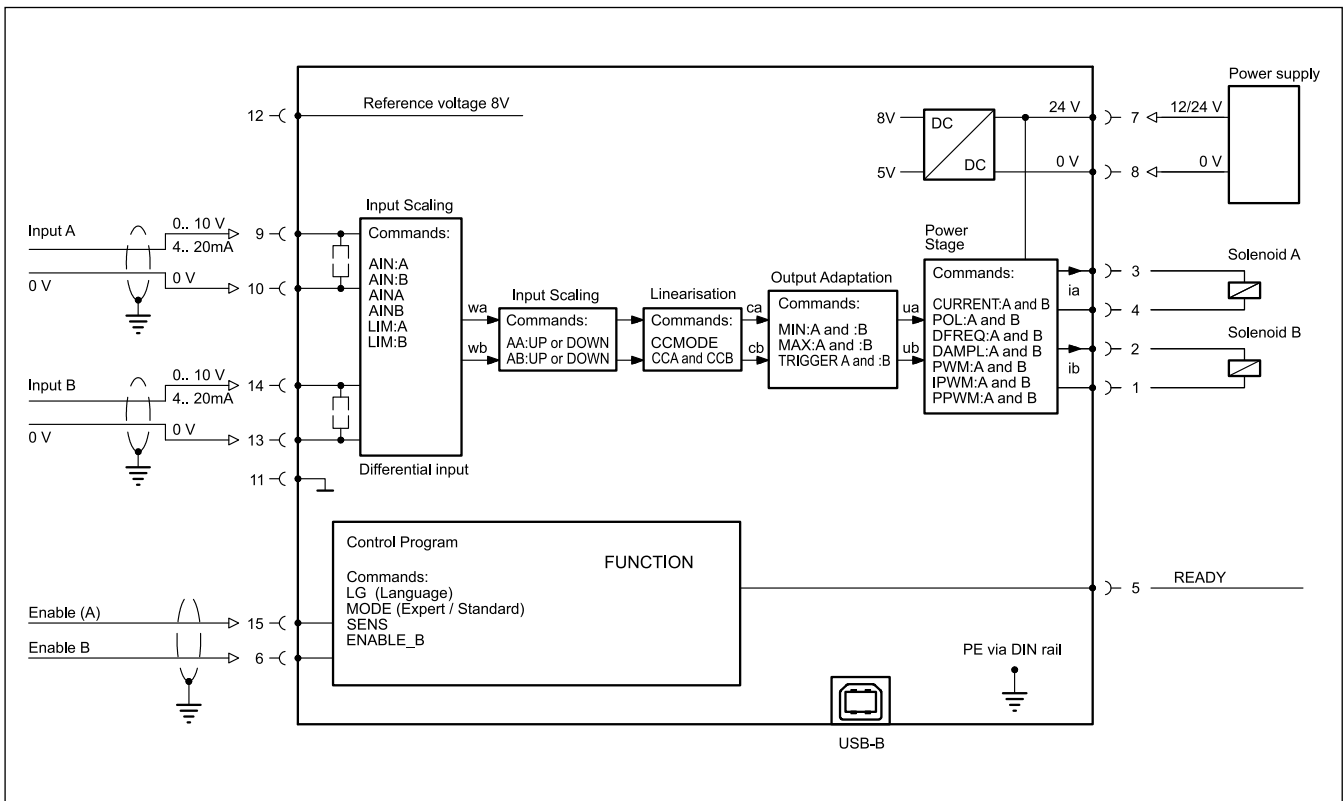 Power supply
12
Reference voltage 8V
8V
DC
24 V
7
12/24 V
5V
DC
0 V
8
0 V
Input A
0.. 10 V
4.. 20mA
0 V
0 V
9
10
Input Scaling
Commands:
AIN:A
AIN:B
AINA
AINB
LIM:A
LIM:B
Differential input
wa
wb
Input Scaling
Commands:
AA:UP or DOWN
AB:UP or DOWN
Linearisation
Commands:
CCMODE
CCA and CCB
ca
cb
Output Adaptation
Commands:
MIN:A and :B
MAX:A and :B
TRIGGER A and :B
ua
ub
Power
Stage
Commands:
CURRENT:A and B
POL:A and B
DFREQ:A and B
DAMPL:A and B
PWM:A and B
IPWM:A and B
PPWM:A and B
ia
ib
3
4
2
1
Solenoid A
Solenoid B
Input B
0.. 10 V
4.. 20mA
0 V
0 V
14
13
11
Control Program
FUNCTION
Commands:
LG (Language)
MODE (Expert / Standard)
SENS
ENABLE_B
5
READY
Enable (A)
15
Enable B
6
PE via DIN rail
USB-B